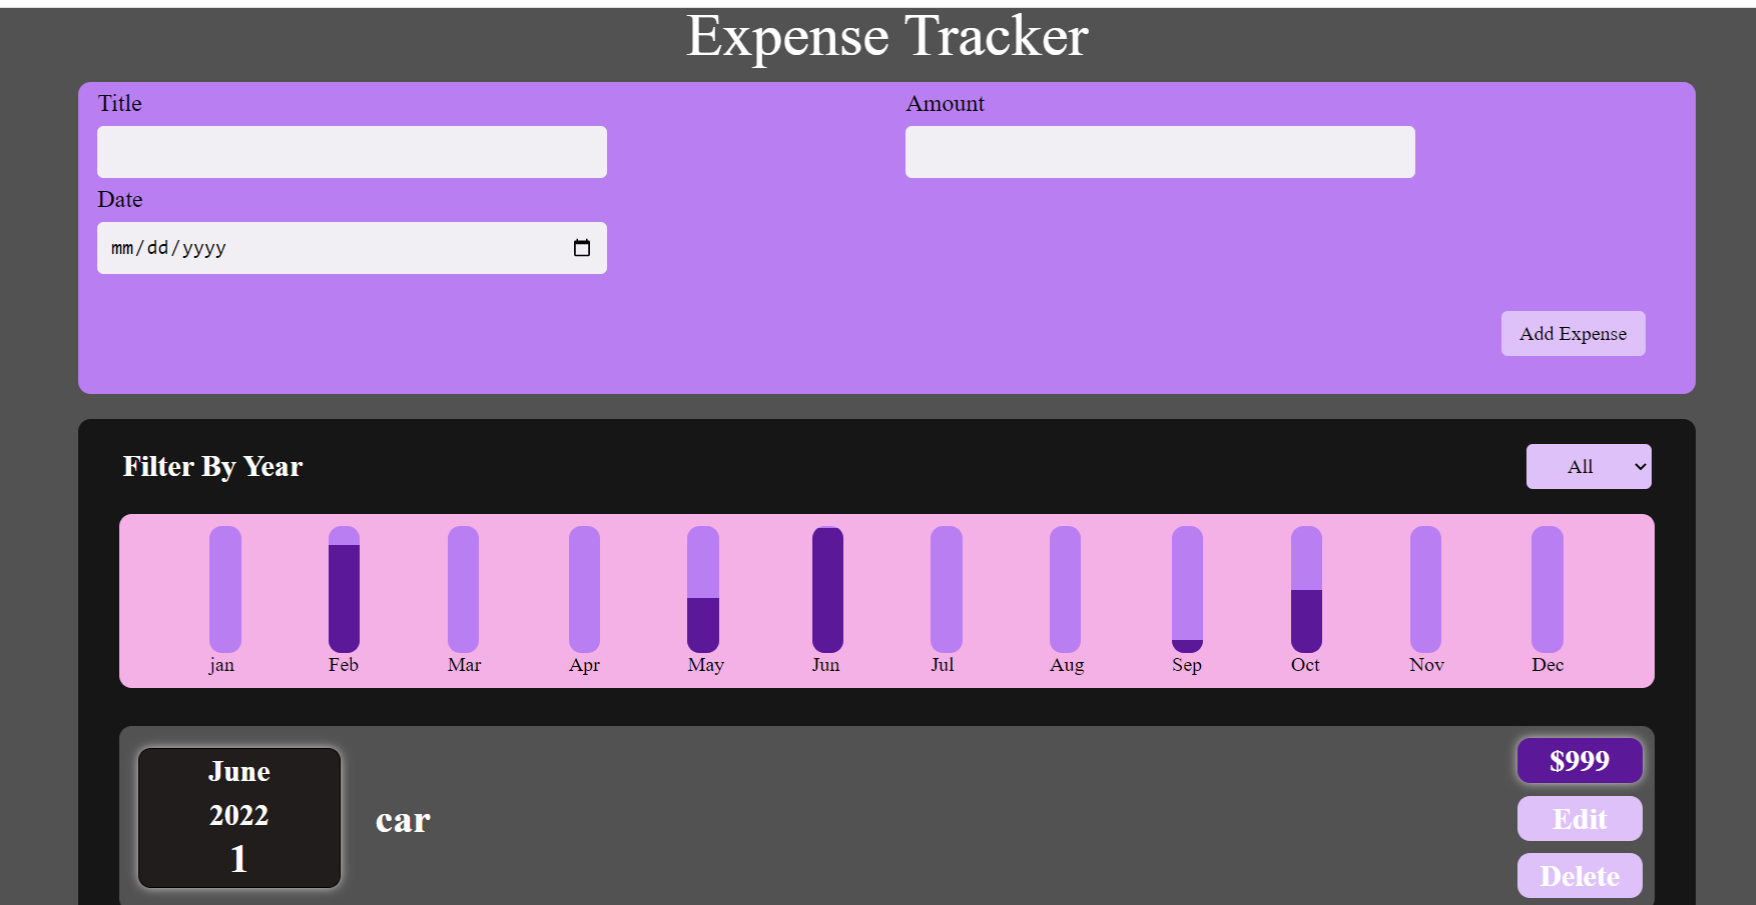 Expense Tracker
Title
Amount
Date
mm/dd/yyyy
Add Expense
Filter By Year
All
jan
Feb
Mar
Apr
May
Jun
Jul
Aug
Sep
Oct
Nov
Dec
June
2022
1
car
$999
Edit
Delete